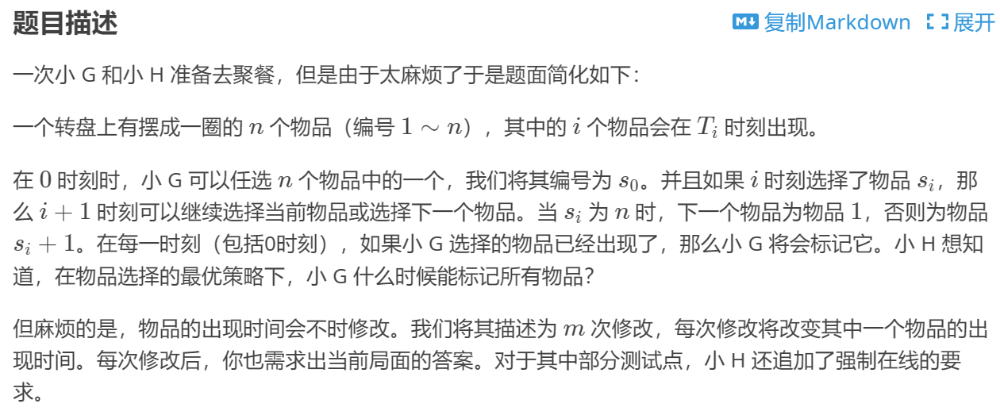 题目描述
复制Markdown 展开
一次小 G 和小 H 准备去聚餐，但是由于太麻烦了于是题面简化如下：
一个转盘上有摆成一圈的 n 个物品（编号 1 ∼ n），其中的 i 个物品会在 T_i 时刻出现。
在 0 时刻时，小 G 可以任选 n 个物品中的一个，我们将其编号为 s_0。并且如果 i 时刻选择了物品 s_i，那
么 i + 1 时刻可以继续选择当前物品或选择下一个物品。当 s_i 为 n 时，下一个物品为物品 1，否则为物品
s_i + 1。在每一时刻（包括0时刻），如果小 G 选择的物品已经出现了，那么小 G 将会标记它。小 H 想知
道，在物品选择的最优策略下，小 G 什么时候能标记所有物品？
但麻烦的是，物品的出现时间会不时修改。我们将其描述为 m 次修改，每次修改将改变其中一个物品的出
现时间。每次修改后，你也需求出当前局面的答案。对于其中部分测试点，小 H 还追加了强制在线的要
求。